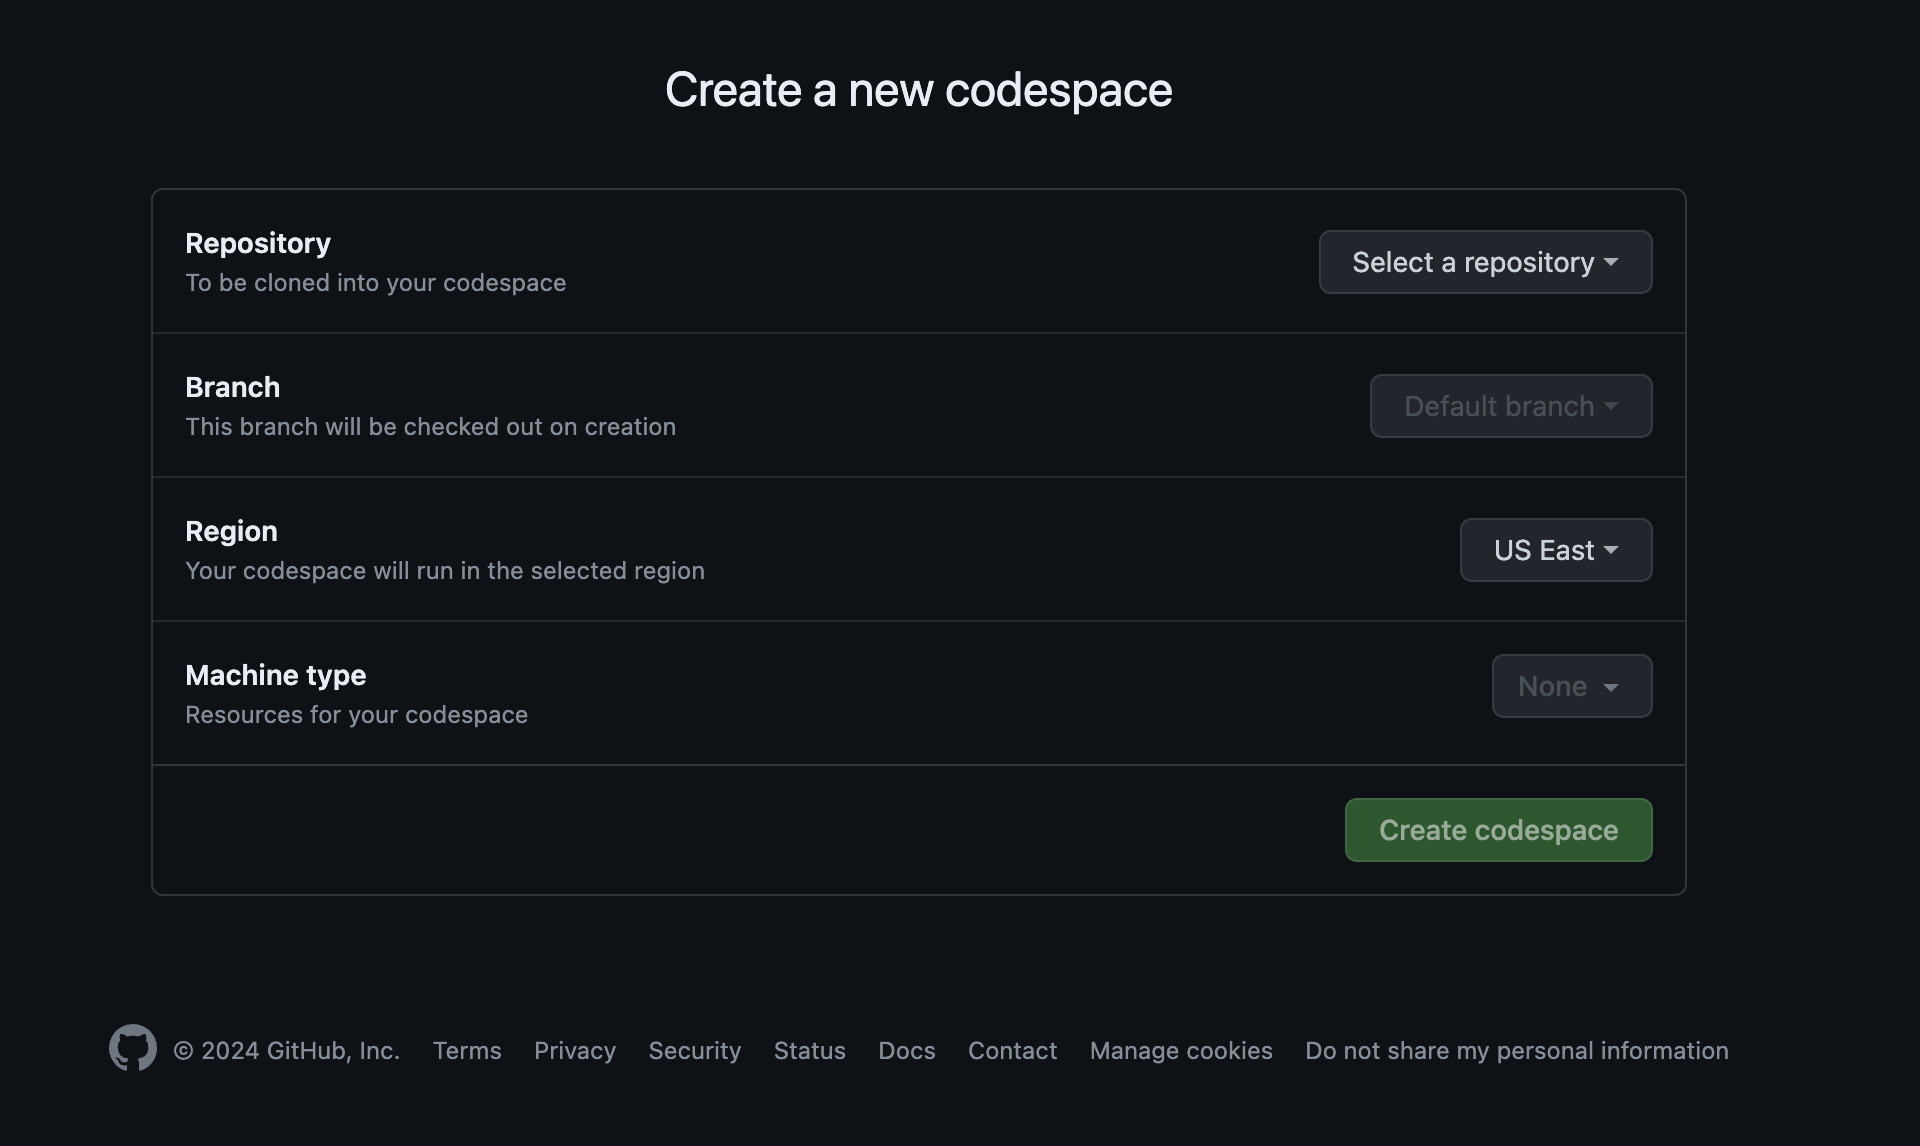 Create a new codespace
Repository
To be cloned into your codespace
Select a repository
Branch
This branch will be checked out on creation
Default branch
Region
Your codespace will run in the selected region
US East
Machine type
Resources for your codespace
None
Create codespace
© 2024 GitHub, Inc. Terms Privacy Security Status Docs Contact Manage cookies Do not share my personal information